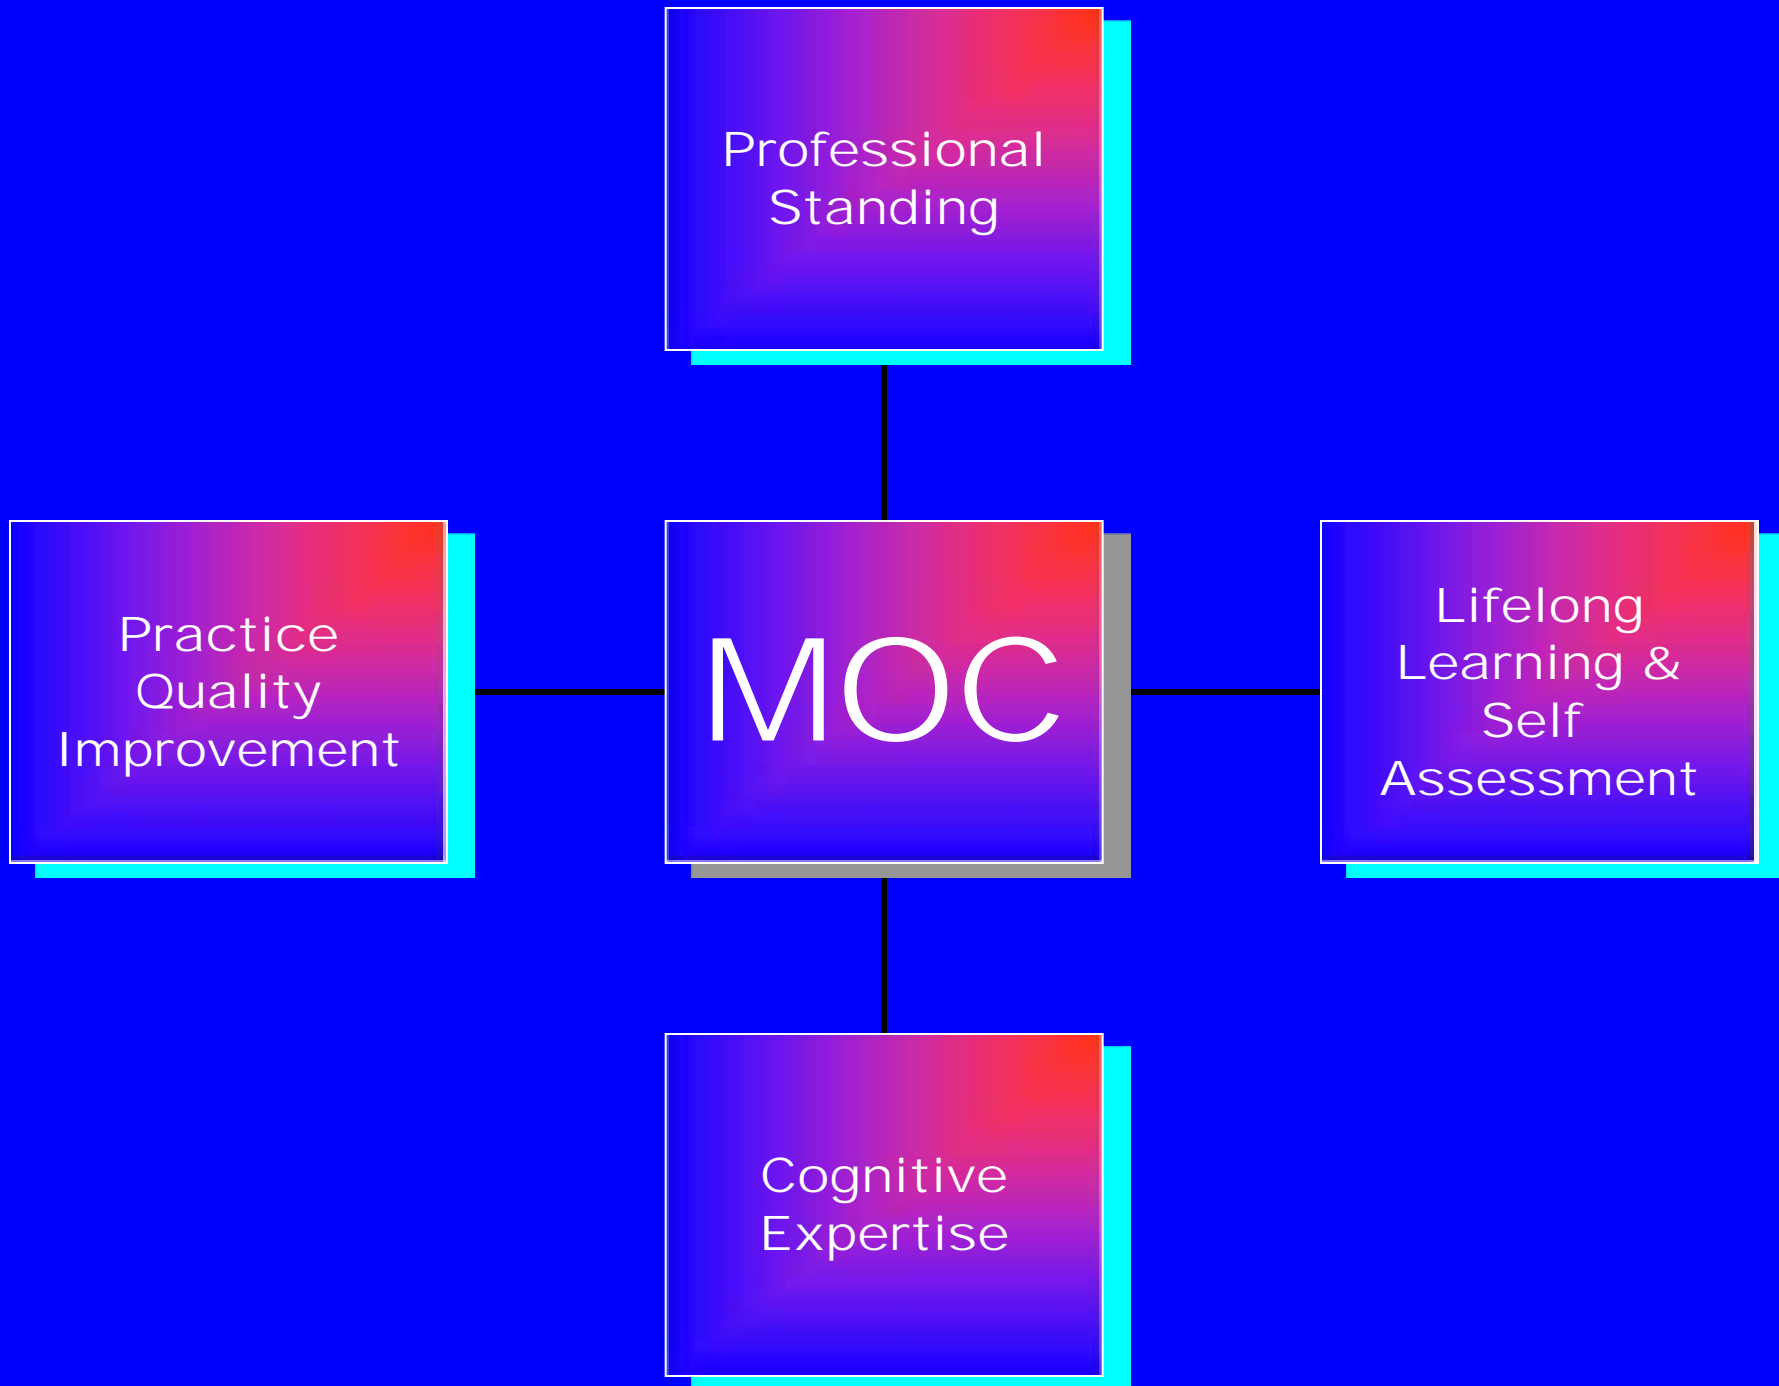 Professional
Standing
Practice
Quality
Improvement
MOC
Lifelong
Learning &
Self
Assessment
Cognitive
Expertise